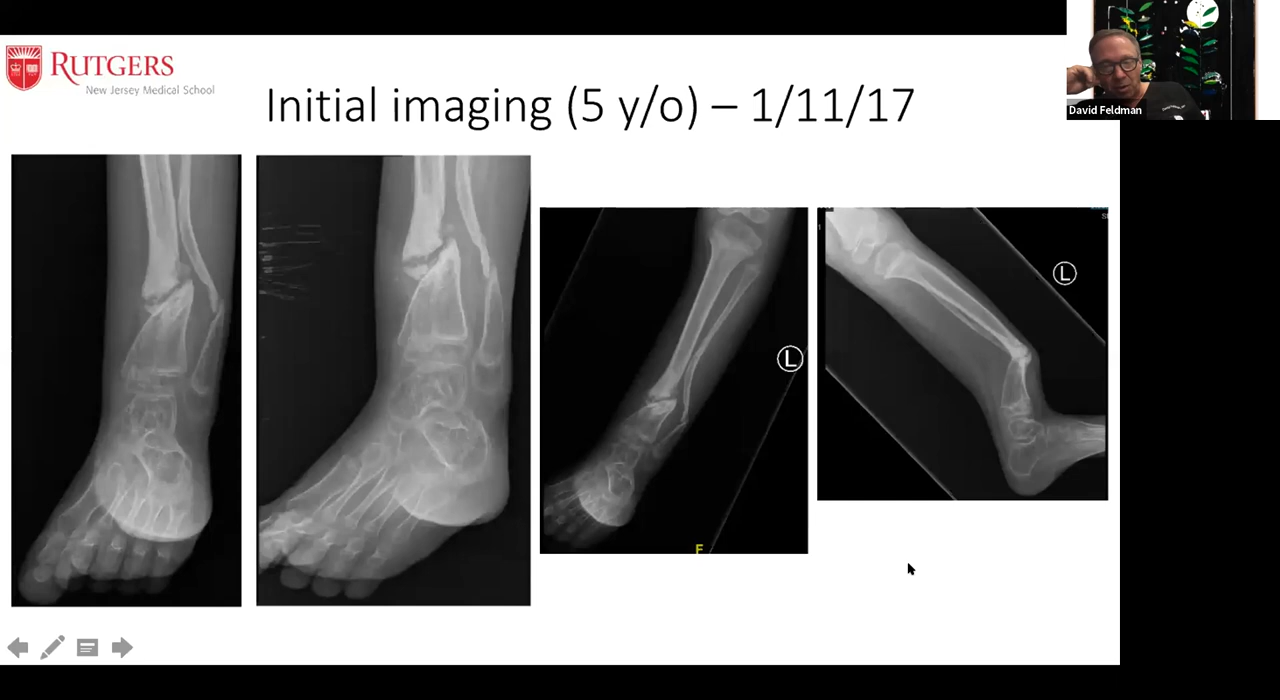 RUTGERS
New Jersey Medical School
Initial imaging (5 y/o) – 1/11/17
David Feldman
L
L
F